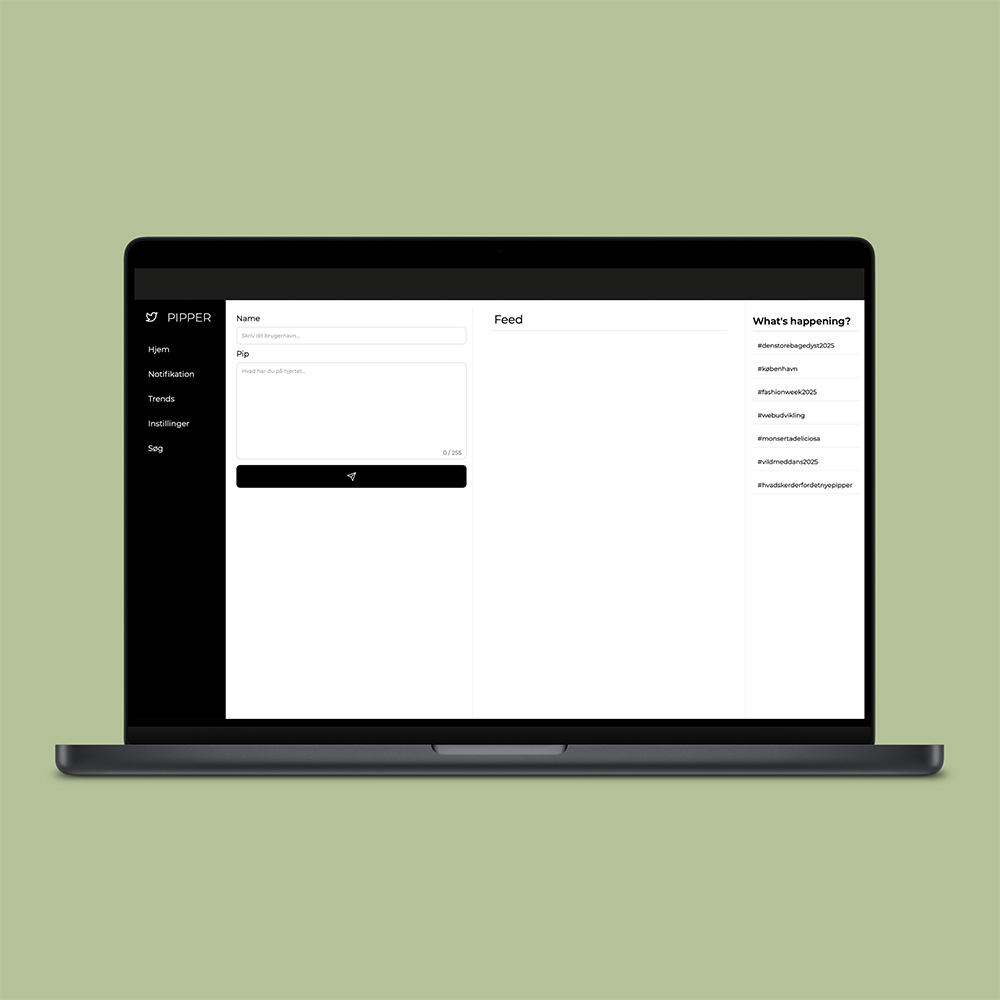 PIPPER
Hjem
Notifikation
Trends
Instillinger
Søg
Name
Skriv dit brugernavn...
Pip
Hvad har du på hjertet...
0 / 255
Feed
What's happening?
#denstorebagedyst2025
#københavn
#fashionweek2025
#webudvikling
#monsertadeliciosa
#vildmeddans2025
#hvadskerderfordetnyepipper